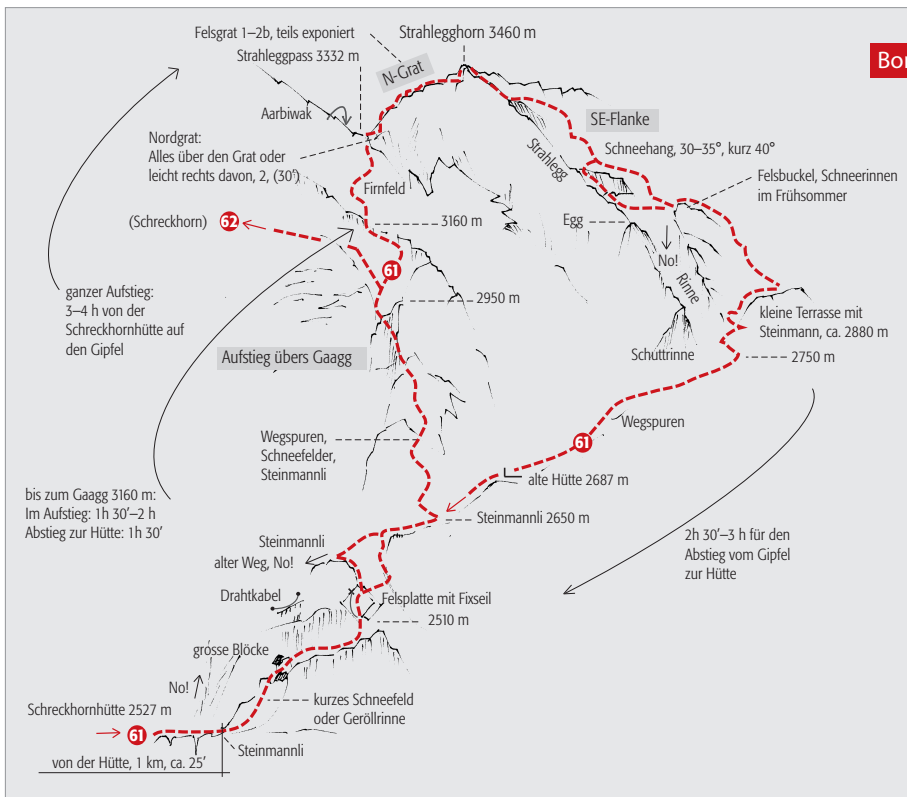 Felsgrat 1–2b, teils exponiert
Strahlegghorn 3460 m
Strahleggpass 3332 m
Bor
N-Grat
Aarbiwak
SE-Flanke
Nordgrat:
Alles über den Grat oder
leicht rechts davon, 2, (30')
Schneehang, 30–35°, kurz 40°
Strahlegg
Felsbuckel, Schneerinnen
im Frühsommer
Firnfeld
(Schreckhorn)
62
3160 m
Egg
No!
Rinne
61
2950 m
ganzer Aufstieg:
3–4 h von der
Schreckhornhütte auf
den Gipfel
kleine Terrasse mit
Steinmann, ca. 2880 m
Aufstieg übers Gaagg
Schuttrinne
2750 m
Wegspuren
Wegspuren,
Schneefelder,
Steinmannli
61
alte Hütte 2687 m
bis zum Gaagg 3160 m:
Im Aufstieg: 1h 30'–2 h
Abstieg zur Hütte: 1h 30'
Steinmannli 2650 m
2h 30'–3 h für den
Abstieg vom Gipfel
zur Hütte
Steinmannli
alter Weg, No!
Drahtkabel
Felsplatte mit Fixseil
2510 m
grosse Blöcke
No!
Schreckhornhütte 2527 m
kurzes Schneefeld
oder Geröllrinne
61
Steinmannli
von der Hütte, 1 km, ca. 25'